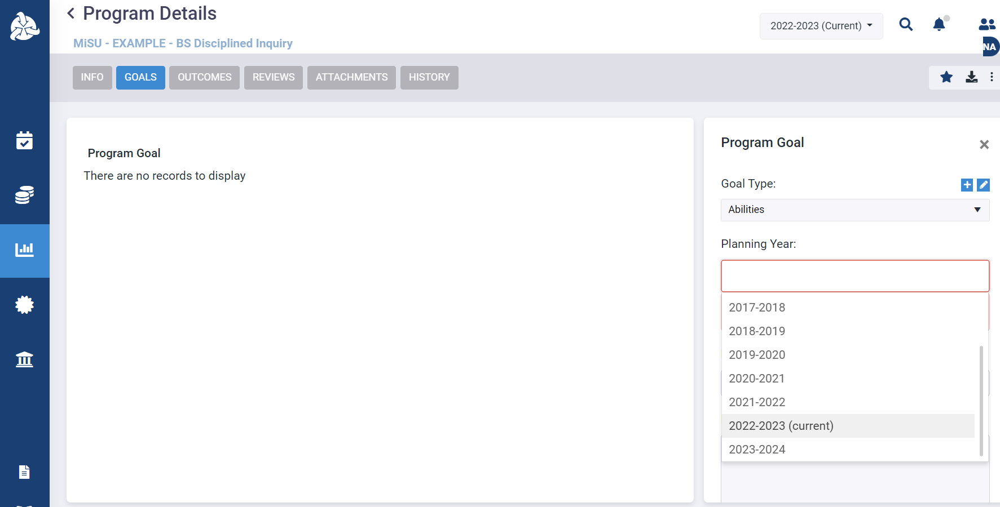 Program Details
2022-2023 (Current)
MiSU - EXAMPLE - BS Disciplined Inquiry
NA
INFO
GOALS
OUTCOMES
REVIEWS
ATTACHMENTS
HISTORY
Program Goal
There are no records to display
Program Goal
Goal Type:
Abilities
Planning Year:
2017-2018
2018-2019
2019-2020
2020-2021
2021-2022
2022-2023 (current)
2023-2024